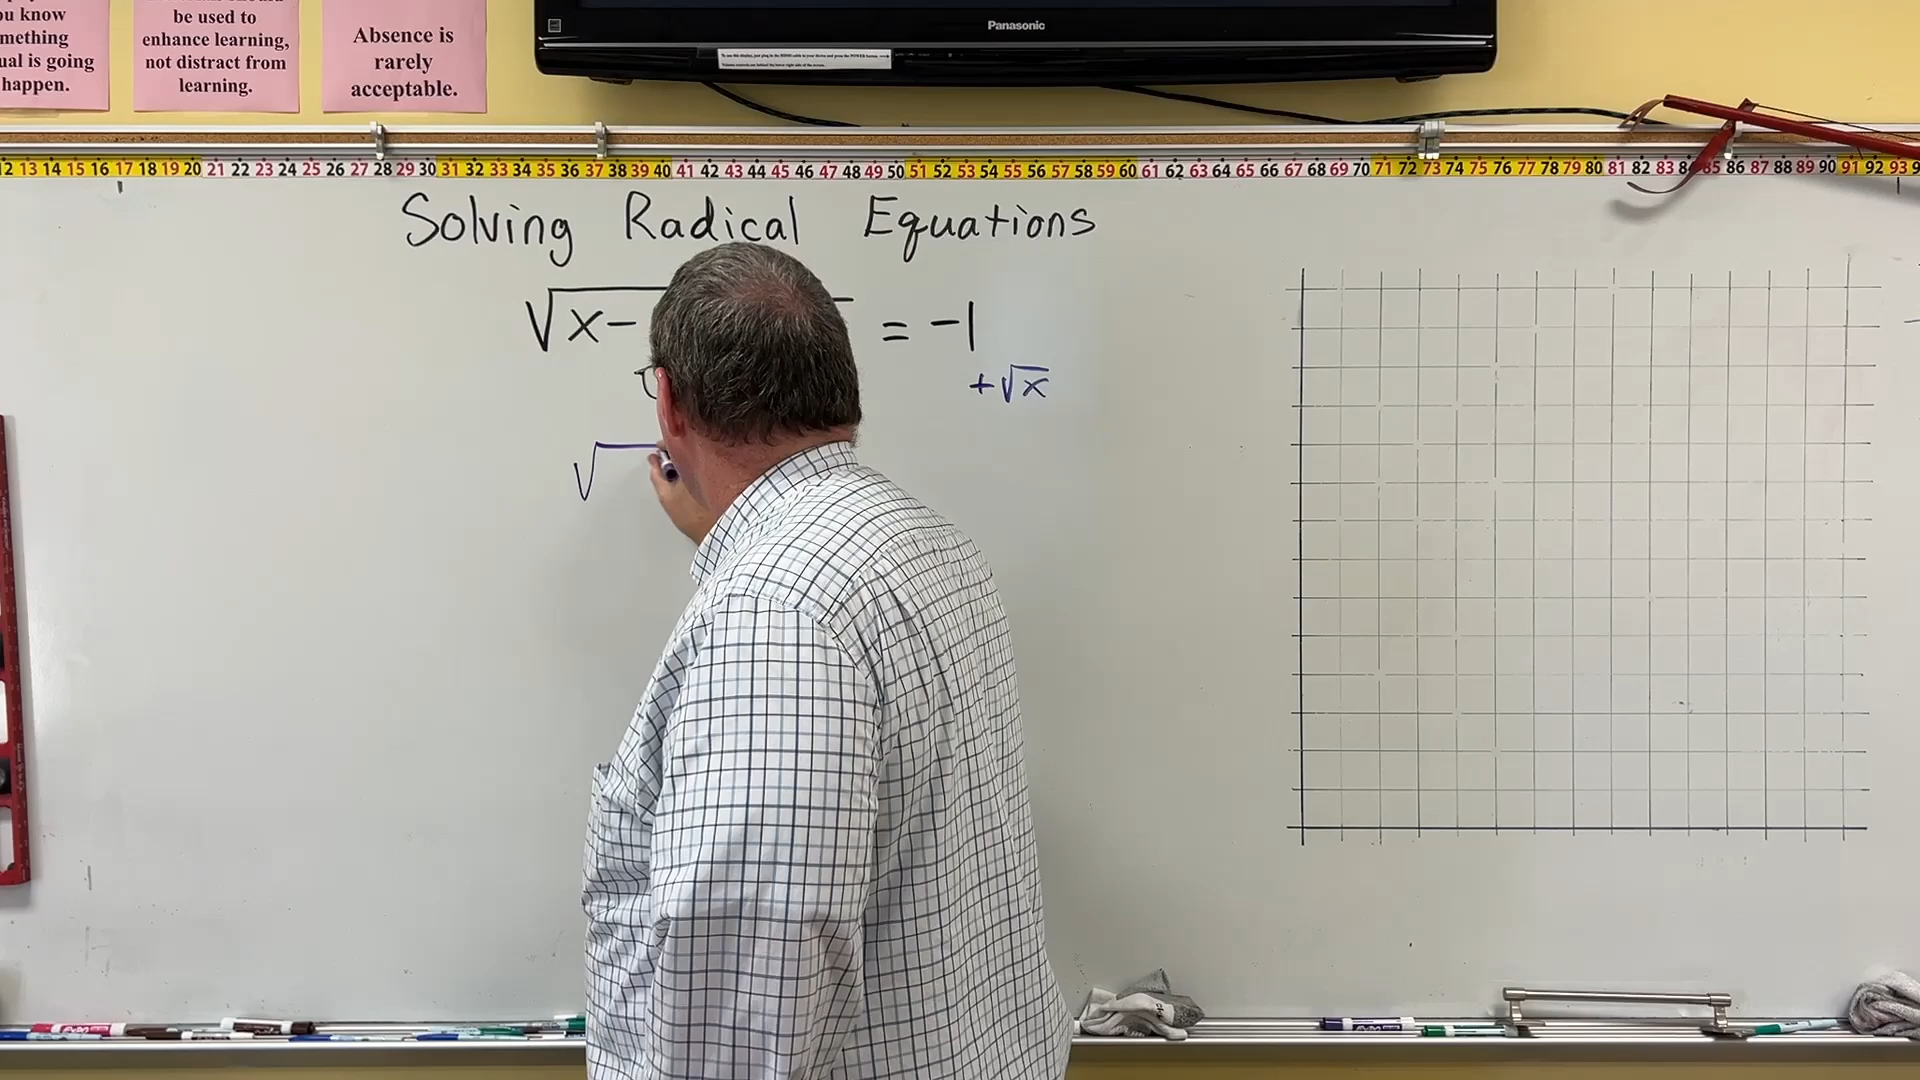 ou know
mething
ual is going
happen.
be used to
enhance learning,
not distract from
learning.
Absence is
rarely
acceptable.
Panasonic
12 13 14 15 16 17 18 19 20 21 22 23 24 25 26 27 28 29 30 31 32 33 34 35 36 37 38 39 40 41 42 43 44 45 46 47 48 49 50 51 52 53 54 55 56 57 58 59 60 61 62 63 64 65 66 67 68 69 70 71 72 73 74 75 76 77 78 79 80 81 82 83 84 85 86 87 88 89 90 91 92 93
Solving Radical Equations
√x- = -1
+√x
√